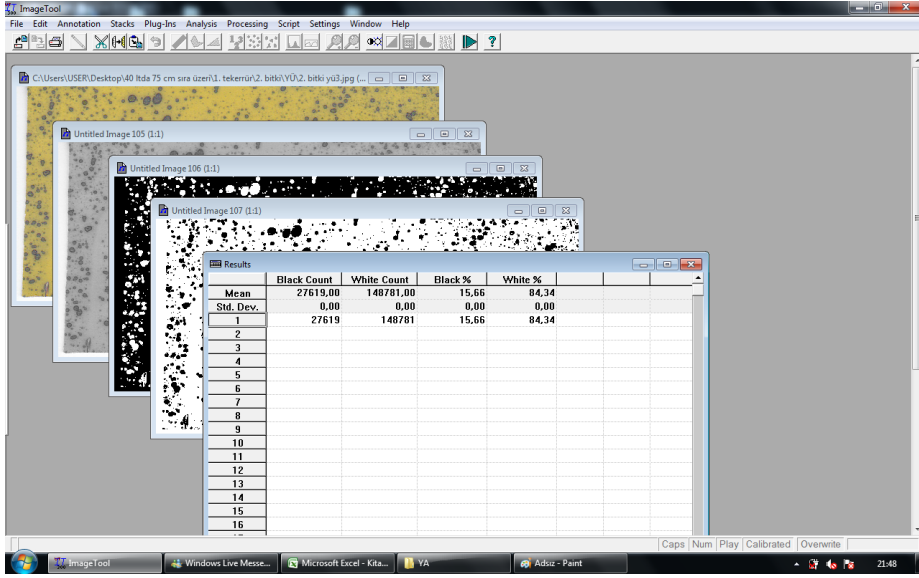 ImageTool
File Edit Annotation Stacks Plug-Ins Analysis Processing Script Settings Window Help
C:\Users\USER\Desktop\40 ltda 75 cm sıra üzeri\1. tekerrür\2. bitki\YÜ\2. bitki yü3.jpg (...
Untitled Image 105 (1:1)
Untitled Image 106 (1:1)
Untitled Image 107 (1:1)
Results
Black Count White Count Black % White %
Mean 27619,00 148781,00 15,66 84,34
Std. Dev. 0,00 0,00 0,00 0,00
1 27619 148781 15,66 84,34
2
3
4
5
6
7
8
9
10
11
12
13
14
15
16
Caps Num Play Calibrated Overwrite
ImageTool Windows Live Messe... Microsoft Excel - Kita... YA Adsız - Paint 21:48